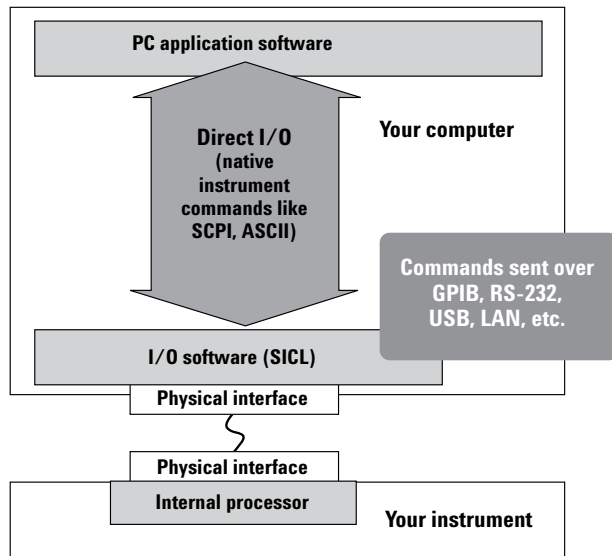 PC application software
Direct I/O
(native
instrument
commands like
SCPI, ASCII)
Your computer
Commands sent over
GPIB, RS-232,
USB, LAN, etc.
I/O software (SICL)
Physical interface
Physical interface
Internal processor
Your instrument